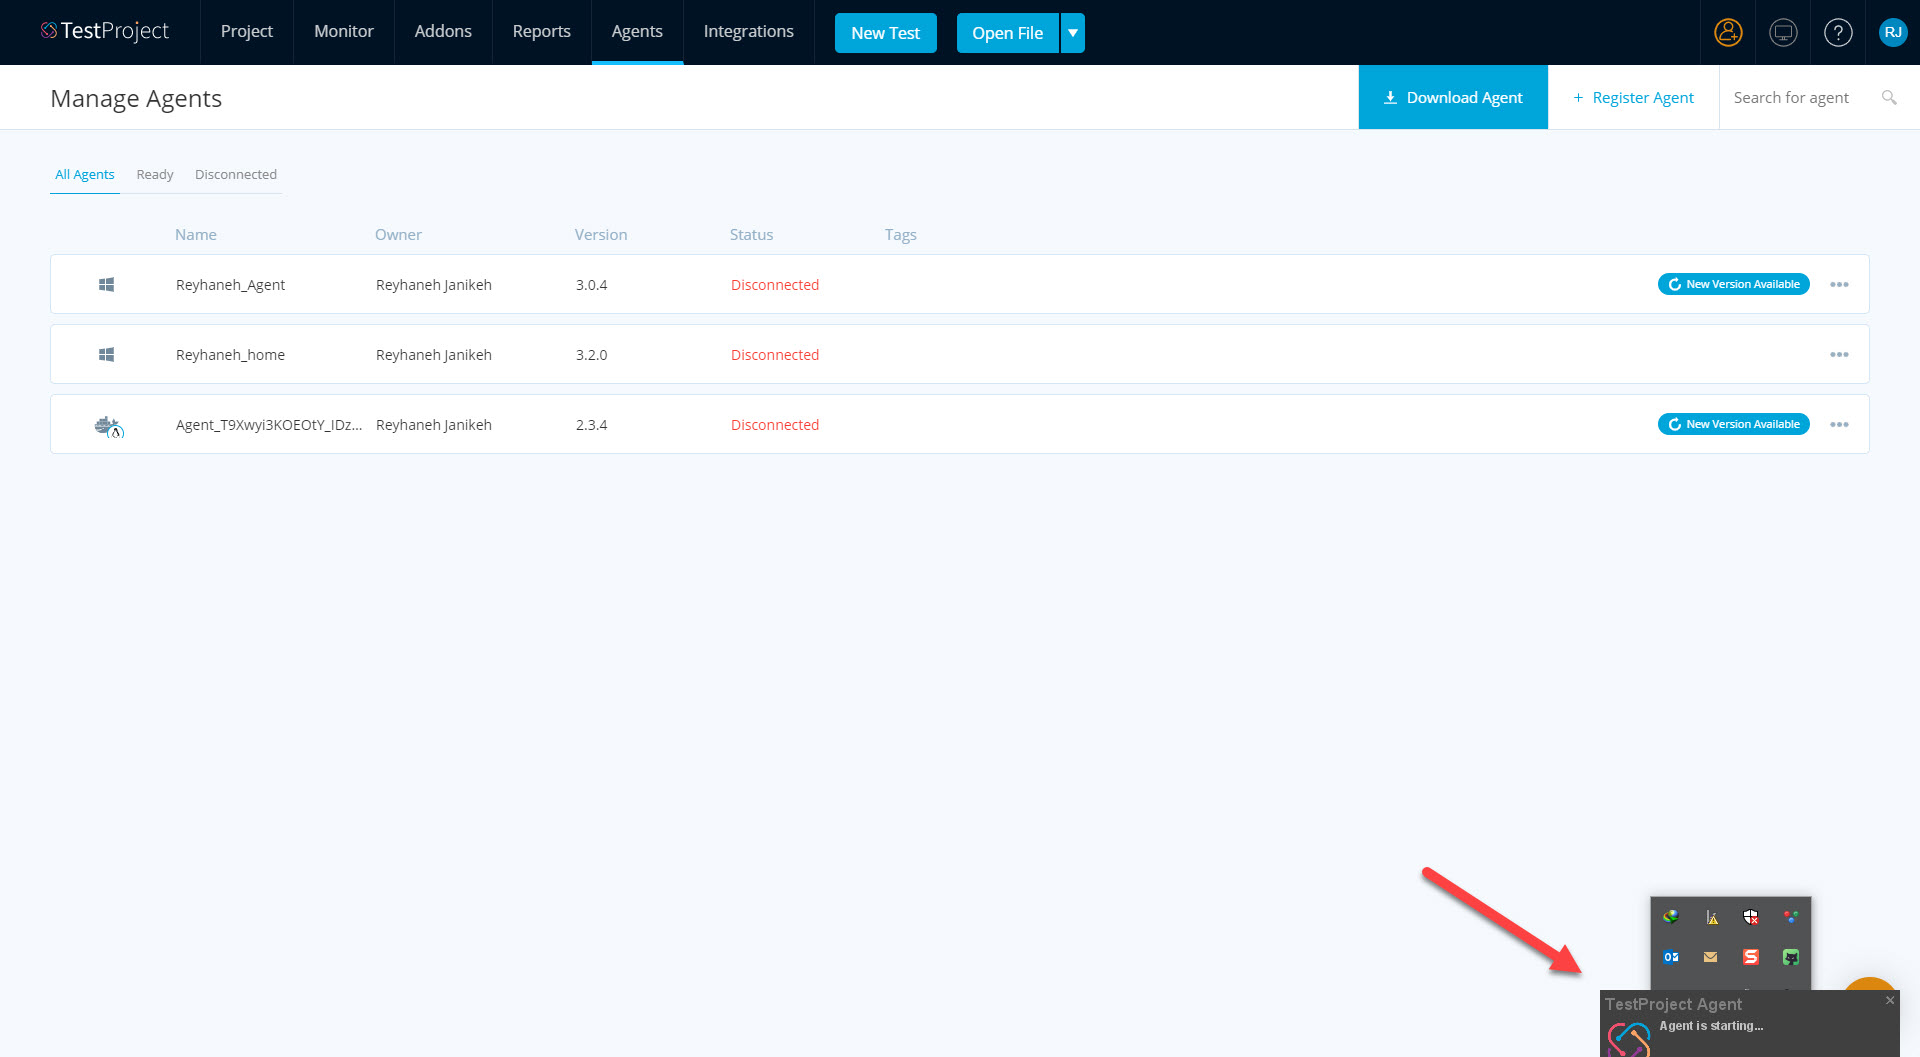 TestProject Project Monitor Addons Reports Agents Integrations New Test Open File ? RJ
Manage Agents Download Agent + Register Agent Search for agent
All Agents Ready Disconnected
Name Owner Version Status Tags
Reyhaneh_Agent Reyhaneh Janikeh 3.0.4 Disconnected New Version Available
Reyhaneh_home Reyhaneh Janikeh 3.2.0 Disconnected
Agent_T9Xwyi3KOEOtY_IDz... Reyhaneh Janikeh 2.3.4 Disconnected New Version Available
TestProject Agent
Agent is starting...